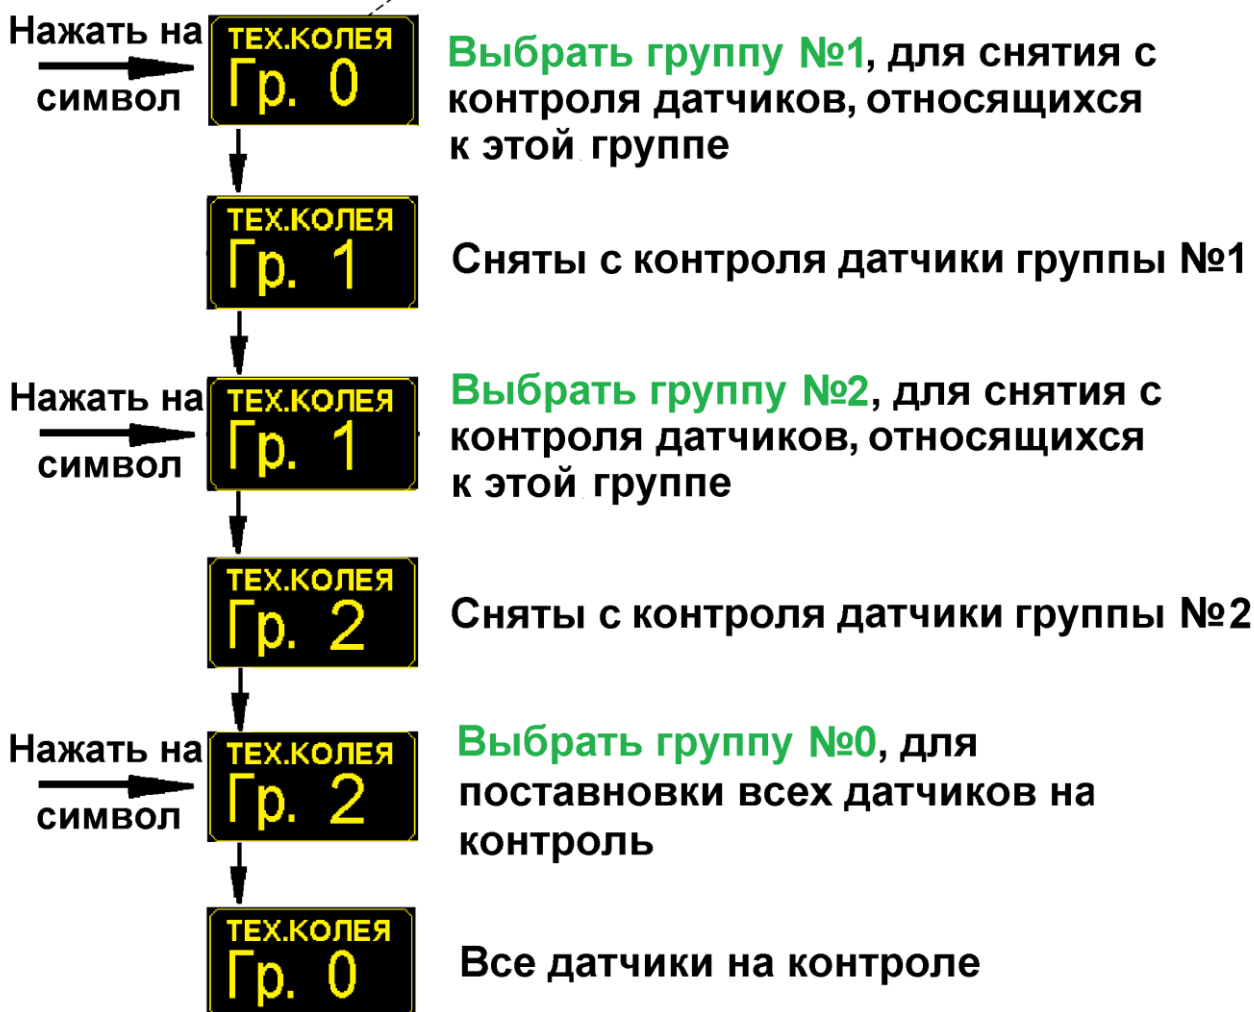 Нажать на
символ
ТЕХ.КОЛЕЯ
Гр. 0
Выбрать группу №1, для снятия с
контроля датчиков, относящихся
к этой группе
ТЕХ.КОЛЕЯ
Гр. 1
Сняты с контроля датчики группы №1
Нажать на
символ
ТЕХ.КОЛЕЯ
Гр. 1
Выбрать группу №2, для снятия с
контроля датчиков, относящихся
к этой группе
ТЕХ.КОЛЕЯ
Гр. 2
Сняты с контроля датчики группы №2
Нажать на
символ
ТЕХ.КОЛЕЯ
Гр. 2
Выбрать группу №0, для
поставновки всех датчиков на
контроль
ТЕХ.КОЛЕЯ
Гр. 0
Все датчики на контроле